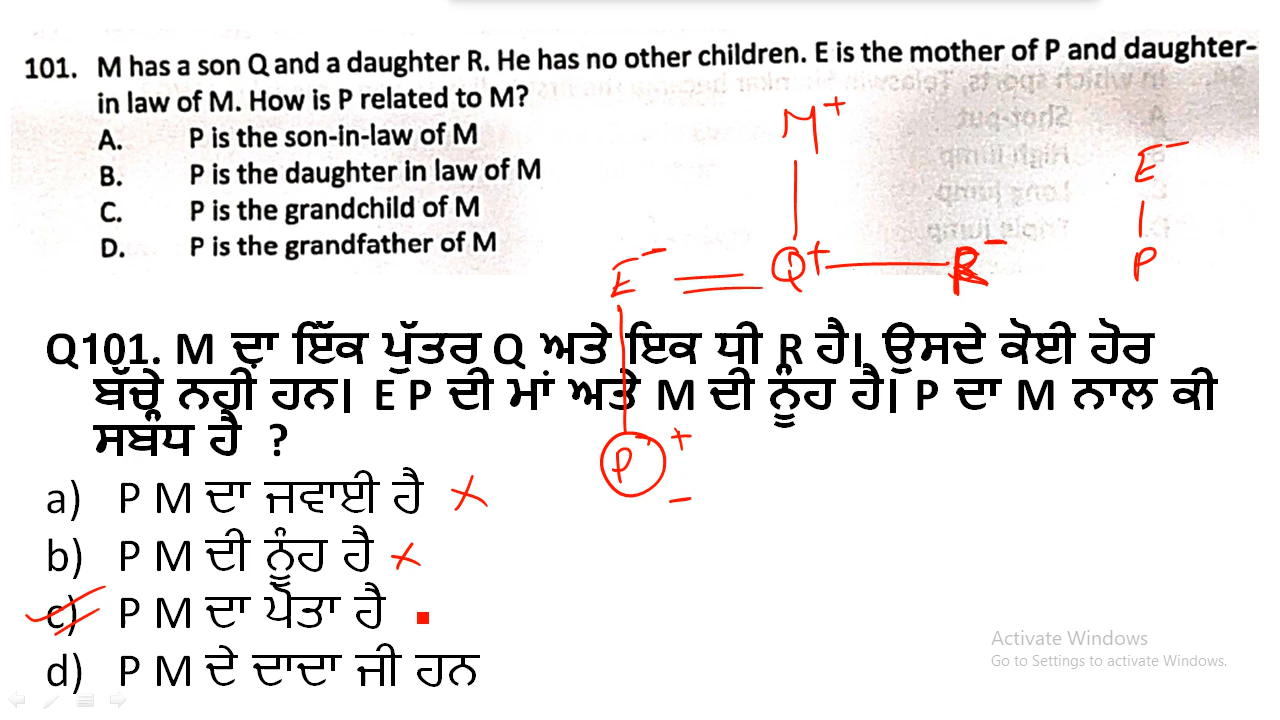 101. M has a son Q and a daughter R. He has no other children. E is the mother of P and daughter-
in law of M. How is P related to M?
A. P is the son-in-law of M
B. P is the daughter in law of M
C. P is the grandchild of M
D. P is the grandfather of M
M+
E-
P
E- Q+ R-
P + -
Q101. M ਦਾ ਇੱਕ ਪੁੱਤਰ Q ਅਤੇ ਇਕ ਧੀ R ਹੈ। ਉਸਦੇ ਕੋਈ ਹੋਰ
ਬੱਚੇ ਨਹੀਂ ਹਨ। E P ਦੀ ਮਾਂ ਅਤੇ M ਦੀ ਨੂੰਹ ਹੈ। P ਦਾ M ਨਾਲ ਕੀ
ਸਬੰਧ ਹੈ ?
a) P M ਦਾ ਜਵਾਈ ਹੈ
b) P M ਦੀ ਨੂੰਹ ਹੈ
c) P M ਦਾ ਪੋਤਾ ਹੈ
d) P M ਦੇ ਦਾਦਾ ਜੀ ਹਨ
Activate Windows
Go to Settings to activate Windows.